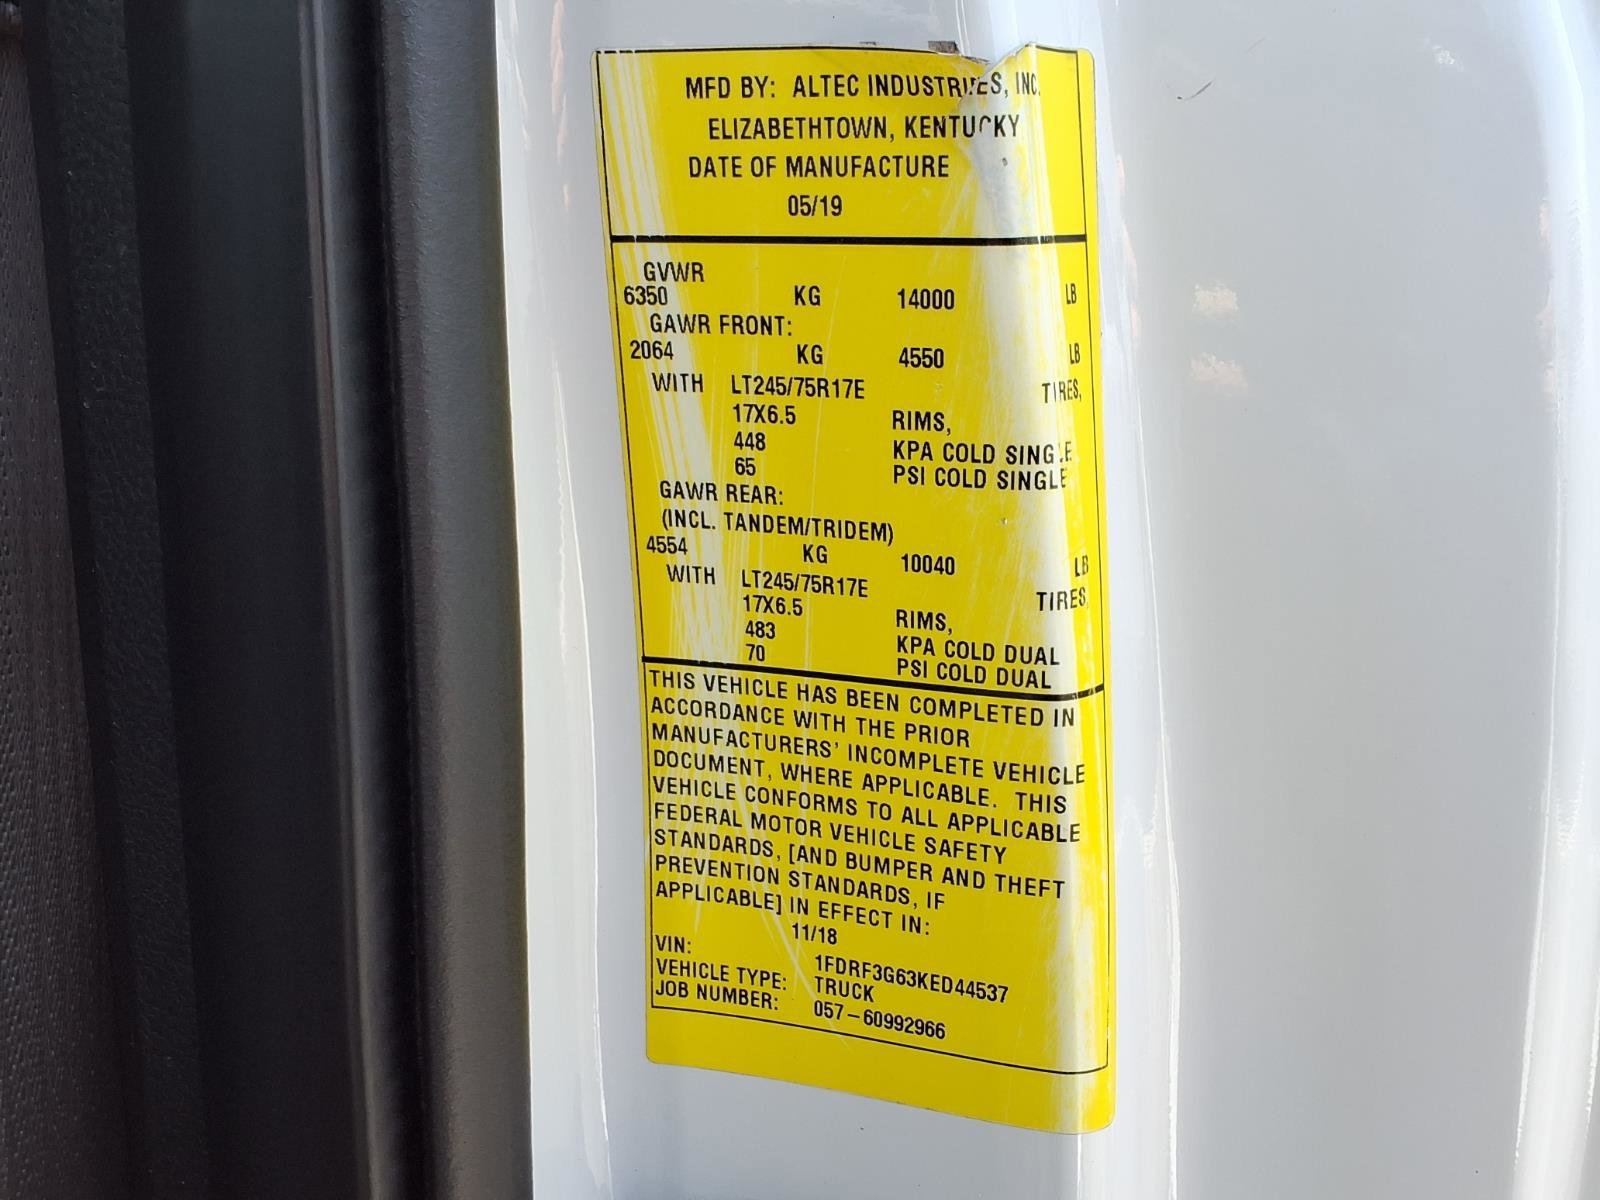 MFD BY: ALTEC INDUSTRIES, INC.
ELIZABETHTOWN, KENTUCKY
DATE OF MANUFACTURE
05/19
GVWR
6350 KG 14000 LB
GAWR FRONT:
2064 KG 4550 LB
WITH LT245/75R17E TIRES,
17X6.5 RIMS,
448 KPA COLD SINGLE
65 PSI COLD SINGLE
GAWR REAR:
(INCL. TANDEM/TRIDEM)
4554 KG 10040 LB
WITH LT245/75R17E TIRES,
17X6.5 RIMS,
483 KPA COLD DUAL
70 PSI COLD DUAL
THIS VEHICLE HAS BEEN COMPLETED IN
ACCORDANCE WITH THE PRIOR
MANUFACTURERS' INCOMPLETE VEHICLE
DOCUMENT, WHERE APPLICABLE. THIS
VEHICLE CONFORMS TO ALL APPLICABLE
FEDERAL MOTOR VEHICLE SAFETY
STANDARDS, [AND BUMPER AND THEFT
PREVENTION STANDARDS, IF
APPLICABLE] IN EFFECT IN:
11/18
VIN: 1FDRF3G63KED44537
VEHICLE TYPE: TRUCK
JOB NUMBER: 057-60992966